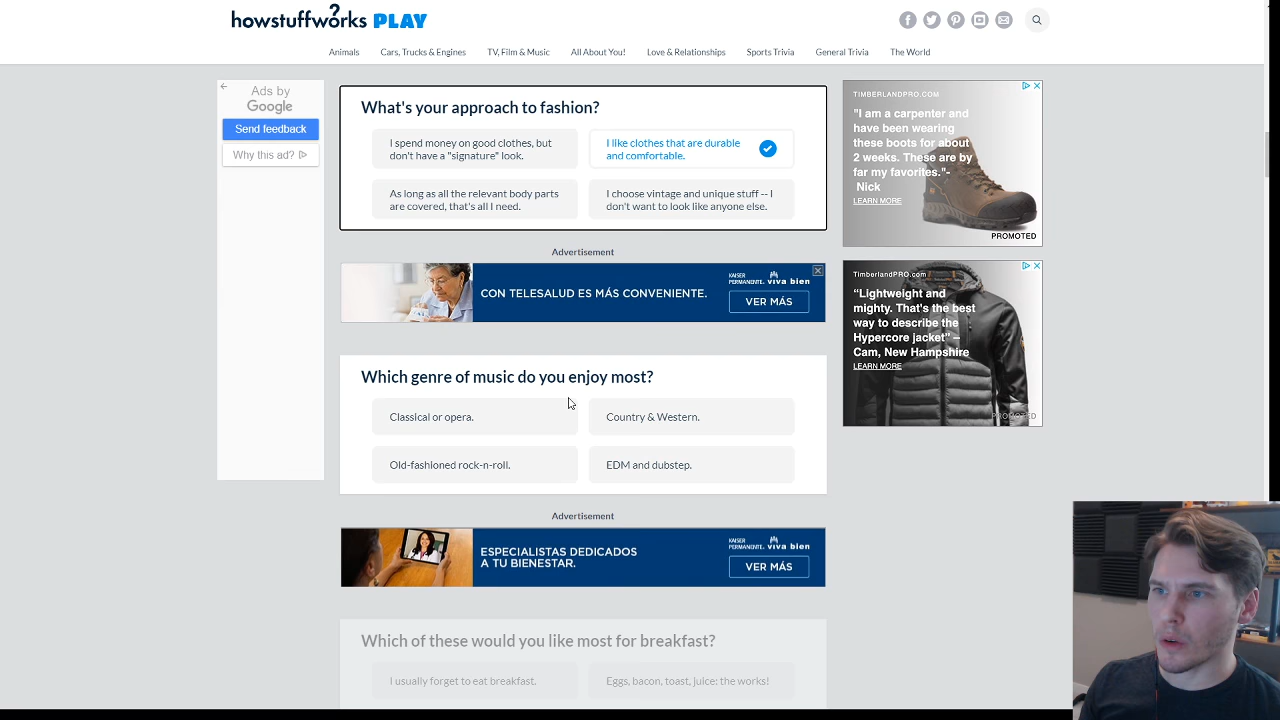 howstuffworks PLAY
Animals
Cars, Trucks & Engines
TV, Film & Music
All About You!
Love & Relationships
Sports Trivia
General Trivia
The World
Ads by
Google
Send feedback
Why this ad?
What's your approach to fashion?
I spend money on good clothes, but
don't have a "signature" look.
I like clothes that are durable
and comfortable.
As long as all the relevant body parts
are covered, that's all I need.
I choose vintage and unique stuff -- I
don't want to look like anyone else.
Advertisement
CON TELESALUD ES MÁS CONVENIENTE.
KAISER
PERMANENTE. viva bien
VER MÁS
Which genre of music do you enjoy most?
Classical or opera.
Country & Western.
Old-fashioned rock-n-roll.
EDM and dubstep.
Advertisement
ESPECIALISTAS DEDICADOS
A TU BIENESTAR.
KAISER
PERMANENTE. viva bien
VER MÁS
Which of these would you like most for breakfast?
I usually forget to eat breakfast.
Eggs, bacon, toast, juice: the works!
TIMBERLANDPRO.COM
"I am a carpenter and
have been wearing
these boots for about
2 weeks. These are by
far my favorites."-
Nick
LEARN MORE
PROMOTED
TimberlandPRO.com
“Lightweight and
mighty. That's the best
way to describe the
Hypercore jacket” –
Cam, New Hampshire
LEARN MORE
PROMOTED